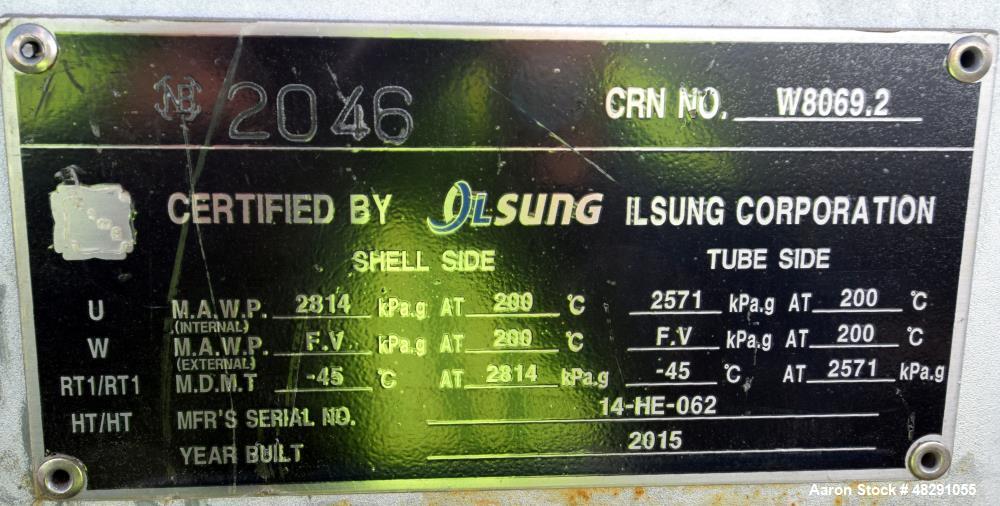 NB 2046 CRN NO. W8069.2
CERTIFIED BY ILSUNG ILSUNG CORPORATION
SHELL SIDE TUBE SIDE
U M.A.W.P. 2814 kPa.g AT 200 ℃ 2571 kPa.g AT 200 ℃
(INTERNAL)
W M.A.W.P. F.V kPa.g AT 200 ℃ F.V kPa.g AT 200 ℃
(EXTERNAL)
RT1/RT1 M.D.M.T -45 ℃ AT 2814 kPa.g -45 ℃ AT 2571 kPa.g
HT/HT MFR'S SERIAL NO. 14-HE-062
YEAR BUILT 2015
Aaron Stock # 48291055